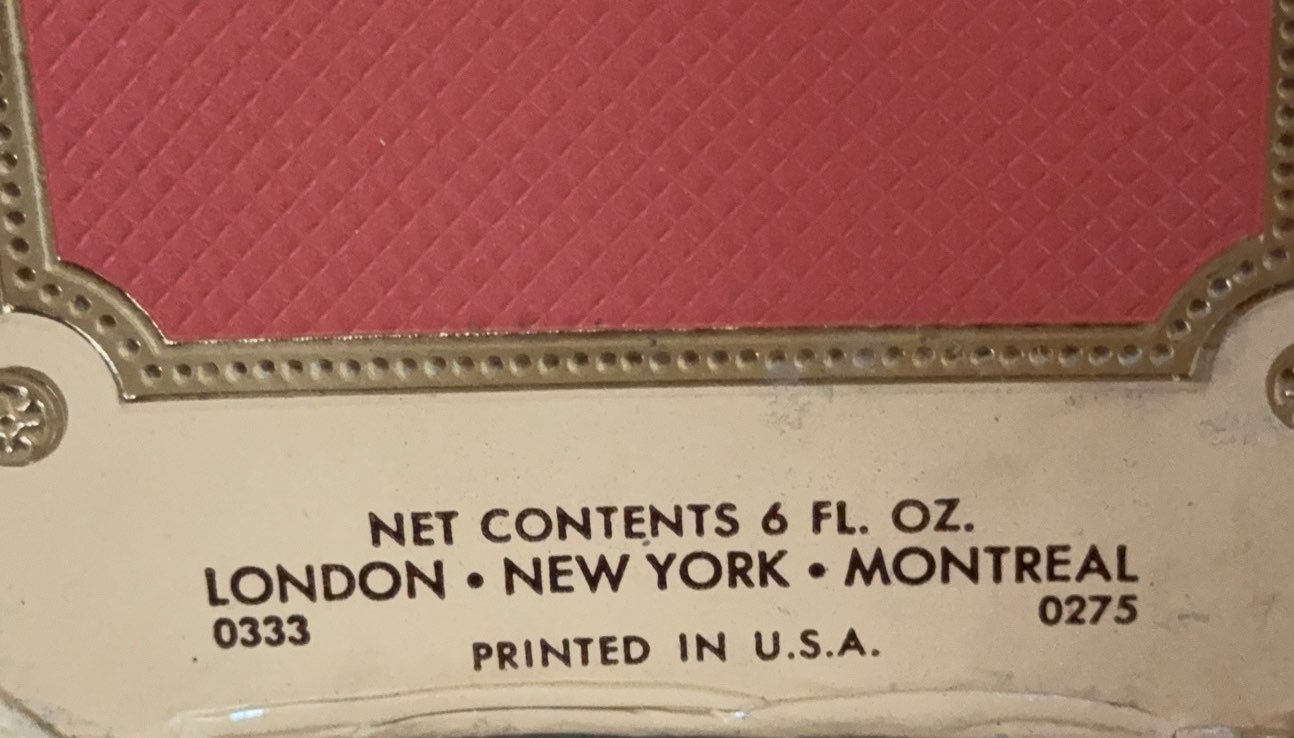 NET CONTENTS 6 FL. OZ.
LONDON • NEW YORK • MONTREAL
0333 0275
PRINTED IN U.S.A.